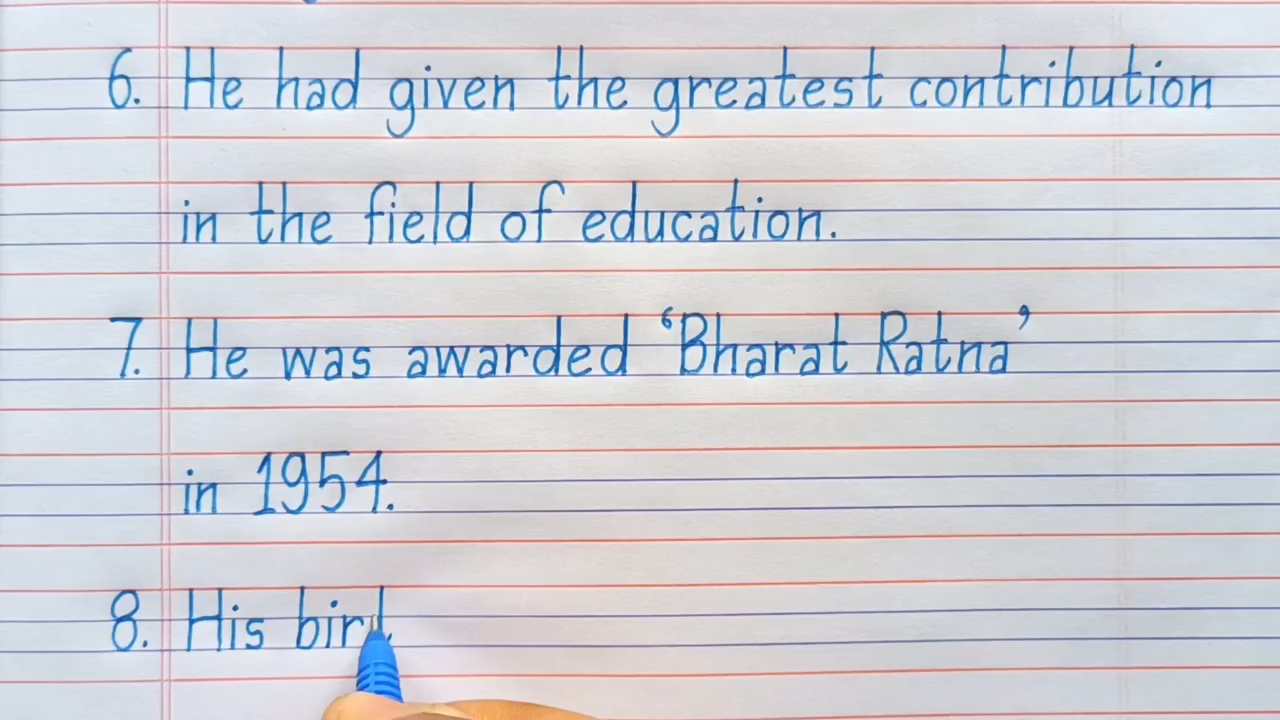 6. He had given the greatest contribution
in the field of education.
7. He was awarded ‘Bharat Ratna’
in 1954.
8. His